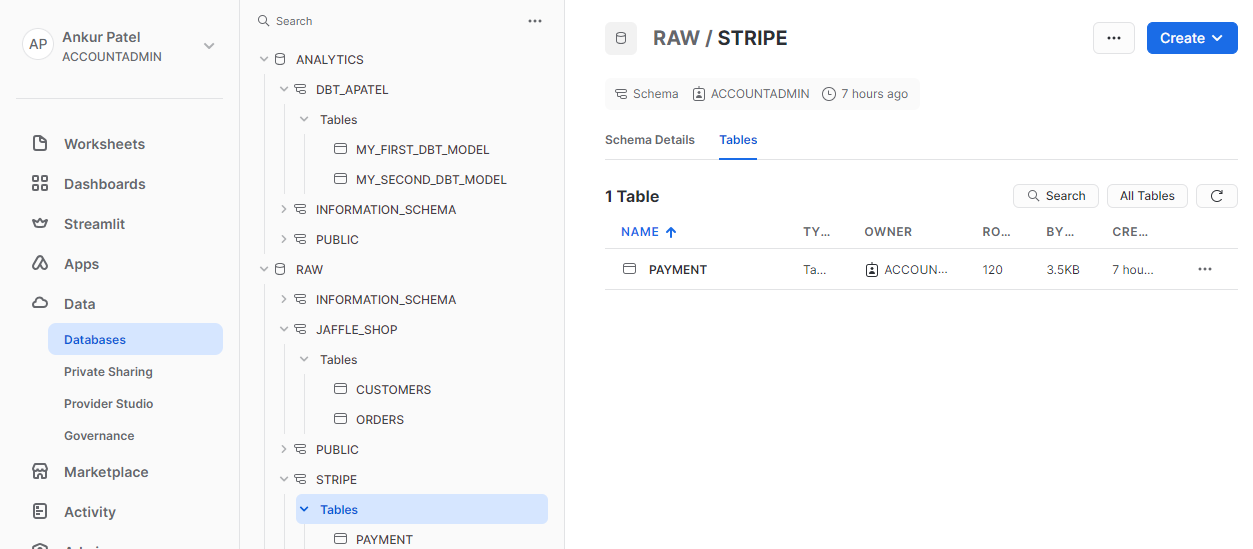 AP
Ankur Patel
ACCOUNTADMIN
Worksheets
Dashboards
Streamlit
Apps
Data
Databases
Private Sharing
Provider Studio
Governance
Marketplace
Activity
Search
ANALYTICS
DBT_APATEL
Tables
MY_FIRST_DBT_MODEL
MY_SECOND_DBT_MODEL
INFORMATION_SCHEMA
PUBLIC
RAW
INFORMATION_SCHEMA
JAFFLE_SHOP
Tables
CUSTOMERS
ORDERS
PUBLIC
STRIPE
Tables
PAYMENT
RAW / STRIPE
... Create
Schema ACCOUNTADMIN 7 hours ago
Schema Details Tables
1 Table
Search All Tables
NAME TY... OWNER RO... BY... CRE...
PAYMENT Ta... ACCOUN... 120 3.5KB 7 hou... ...